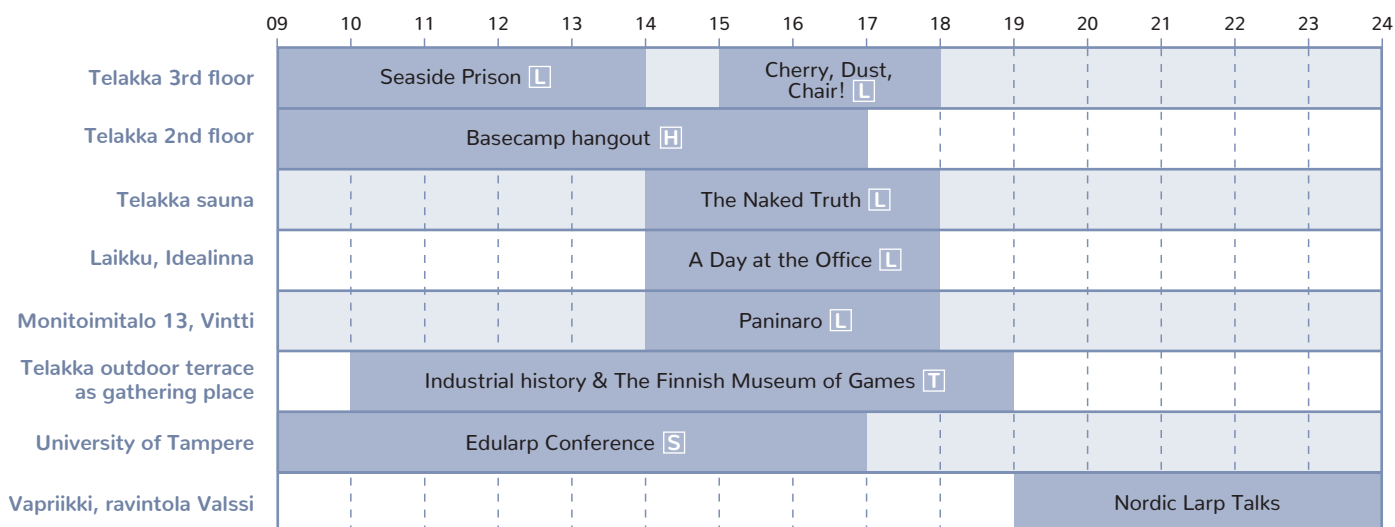 09 10 11 12 13 14 15 16 17 18 19 20 21 22 23 24
Telakka 3rd floor
Seaside Prison L
Cherry, Dust,
Chair! L
Telakka 2nd floor
Basecamp hangout H
Telakka sauna
The Naked Truth L
Laikku, Idealinna
A Day at the Office L
Monitoimitalo 13, Vintti
Paninaro L
Telakka outdoor terrace
as gathering place
Industrial history & The Finnish Museum of Games T
University of Tampere
Edularp Conference S
Vapriikki, ravintola Valssi
Nordic Larp Talks